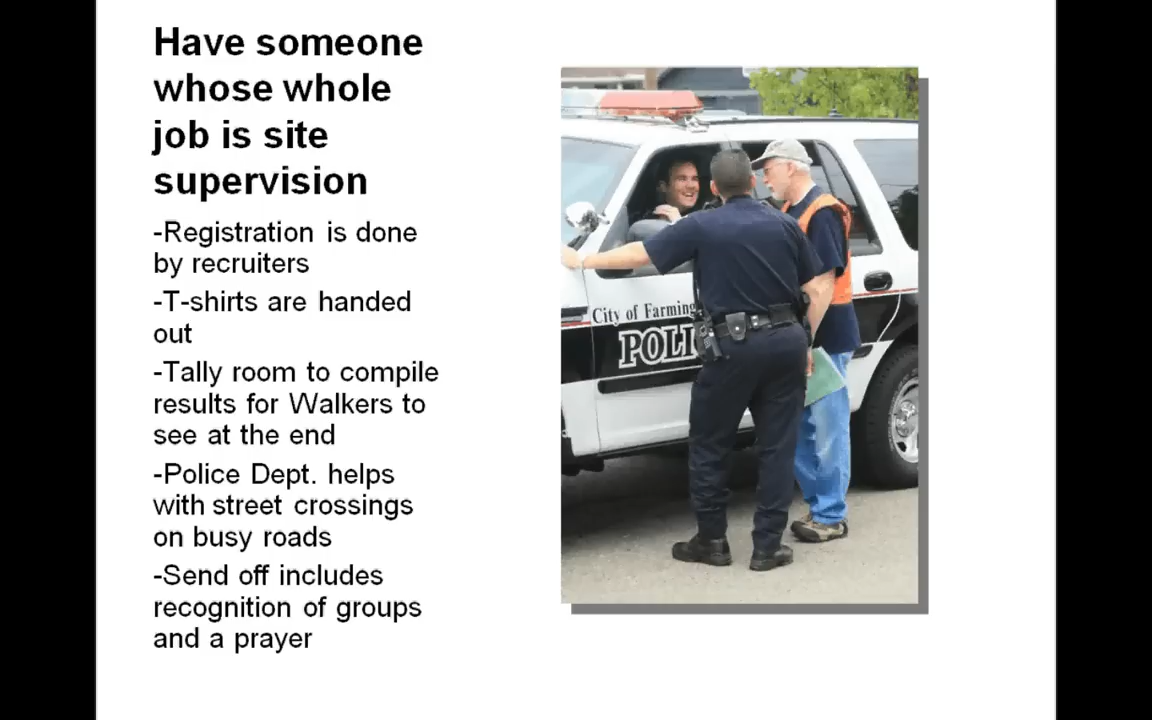 Have someone
whose whole
job is site
supervision
-Registration is done
by recruiters
-T-shirts are handed
out
-Tally room to compile
results for Walkers to
see at the end
-Police Dept. helps
with street crossings
on busy roads
-Send off includes
recognition of groups
and a prayer
City of Farming
POLI